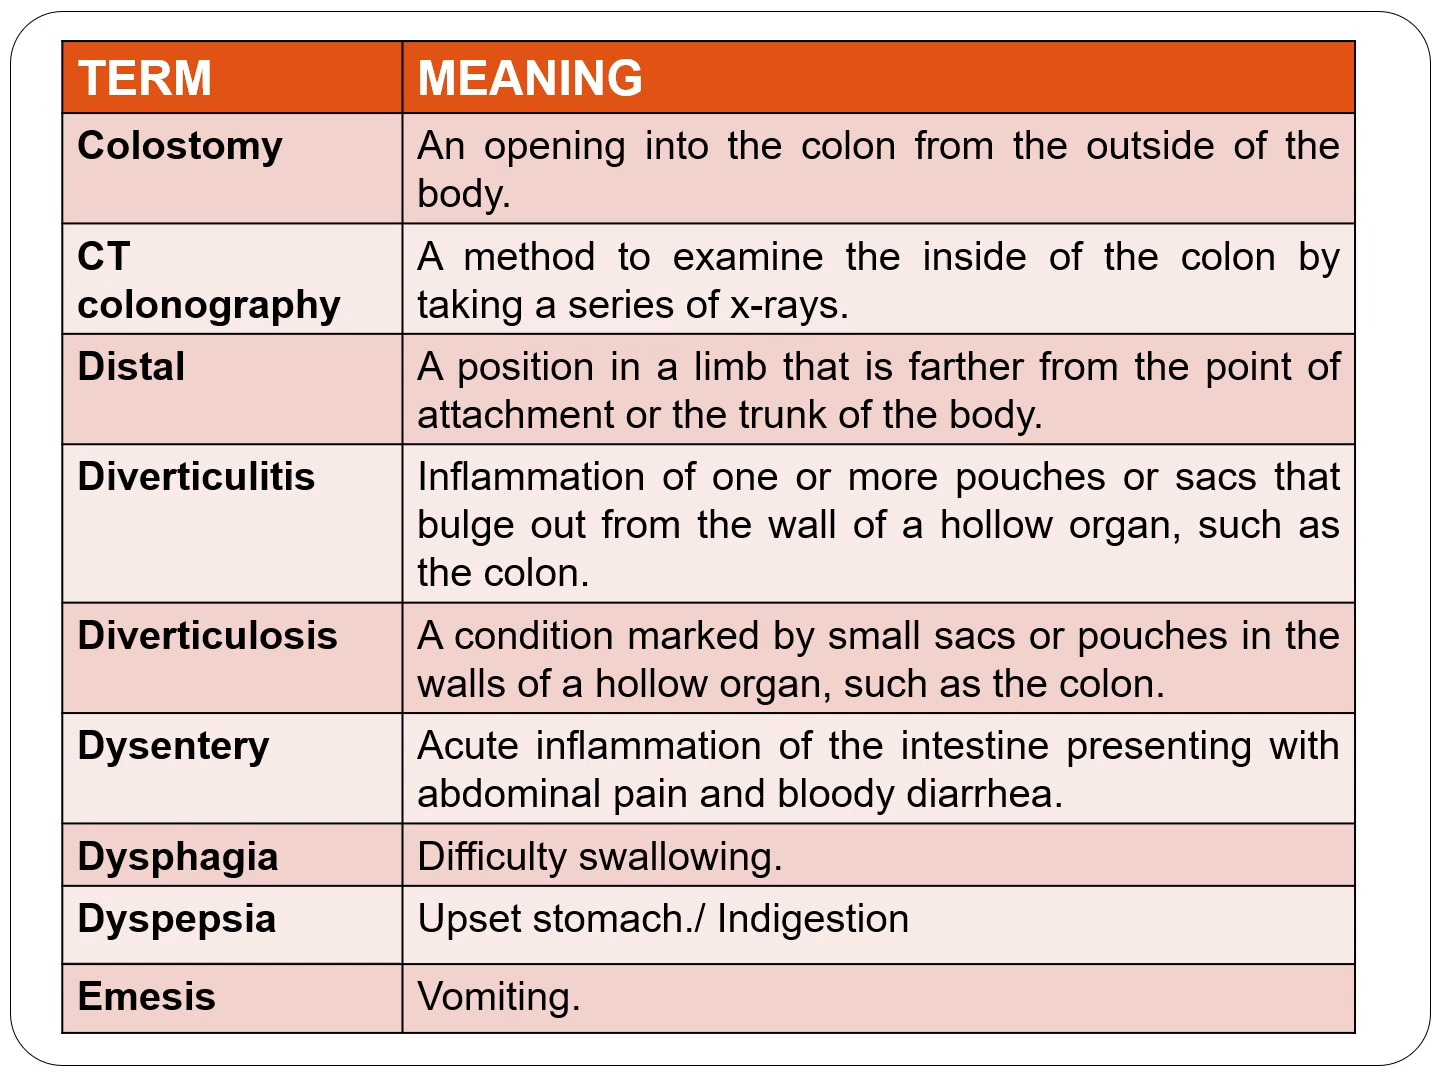 TERM
MEANING
Colostomy
An opening into the colon from the outside of the
body.
CT
colonography
A method to examine the inside of the colon by
taking a series of x-rays.
Distal
A position in a limb that is farther from the point of
attachment or the trunk of the body.
Diverticulitis
Inflammation of one or more pouches or sacs that
bulge out from the wall of a hollow organ, such as
the colon.
Diverticulosis
A condition marked by small sacs or pouches in the
walls of a hollow organ, such as the colon.
Dysentery
Acute inflammation of the intestine presenting with
abdominal pain and bloody diarrhea.
Dysphagia
Difficulty swallowing.
Dyspepsia
Upset stomach./ Indigestion
Emesis
Vomiting.